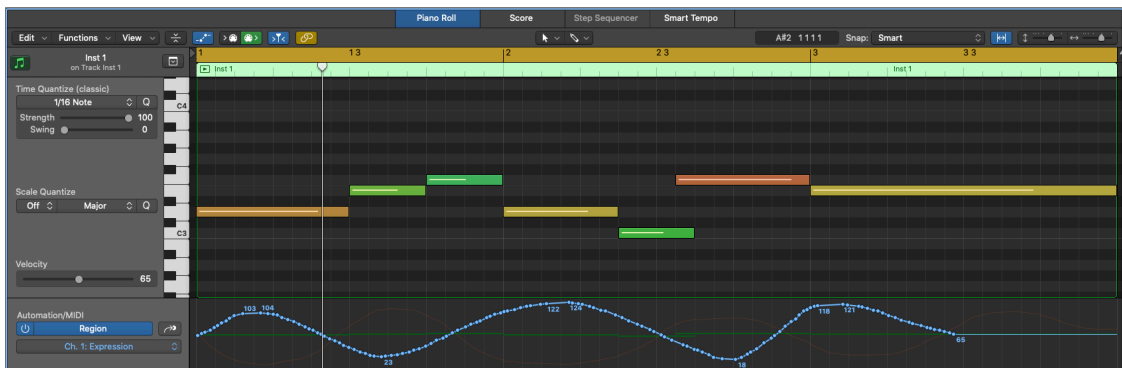 Piano Roll Score Step Sequencer Smart Tempo
Edit Functions View A#2 1 1 1 1 Snap: Smart
Inst 1
on Track Inst 1
1 1 3 2 2 3 3 3 3
Inst 1 Inst 1
Time Quantize (classic)
1/16 Note Q
C4
Strength 100
Swing 0
Scale Quantize
Off Major Q
C3
Velocity
65
Automation/MIDI
Region
Ch. 1: Expression
103 104 23 122 124 18 118 121 65